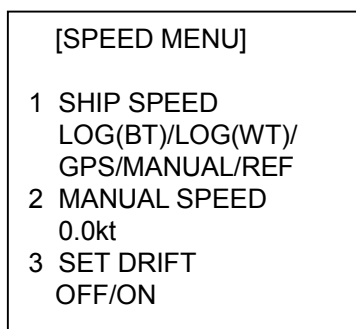 [SPEED MENU]
1 SHIP SPEED
LOG(BT)/LOG(WT)/
GPS/MANUAL/REF
2 MANUAL SPEED
0.0kt
3 SET DRIFT
OFF/ON